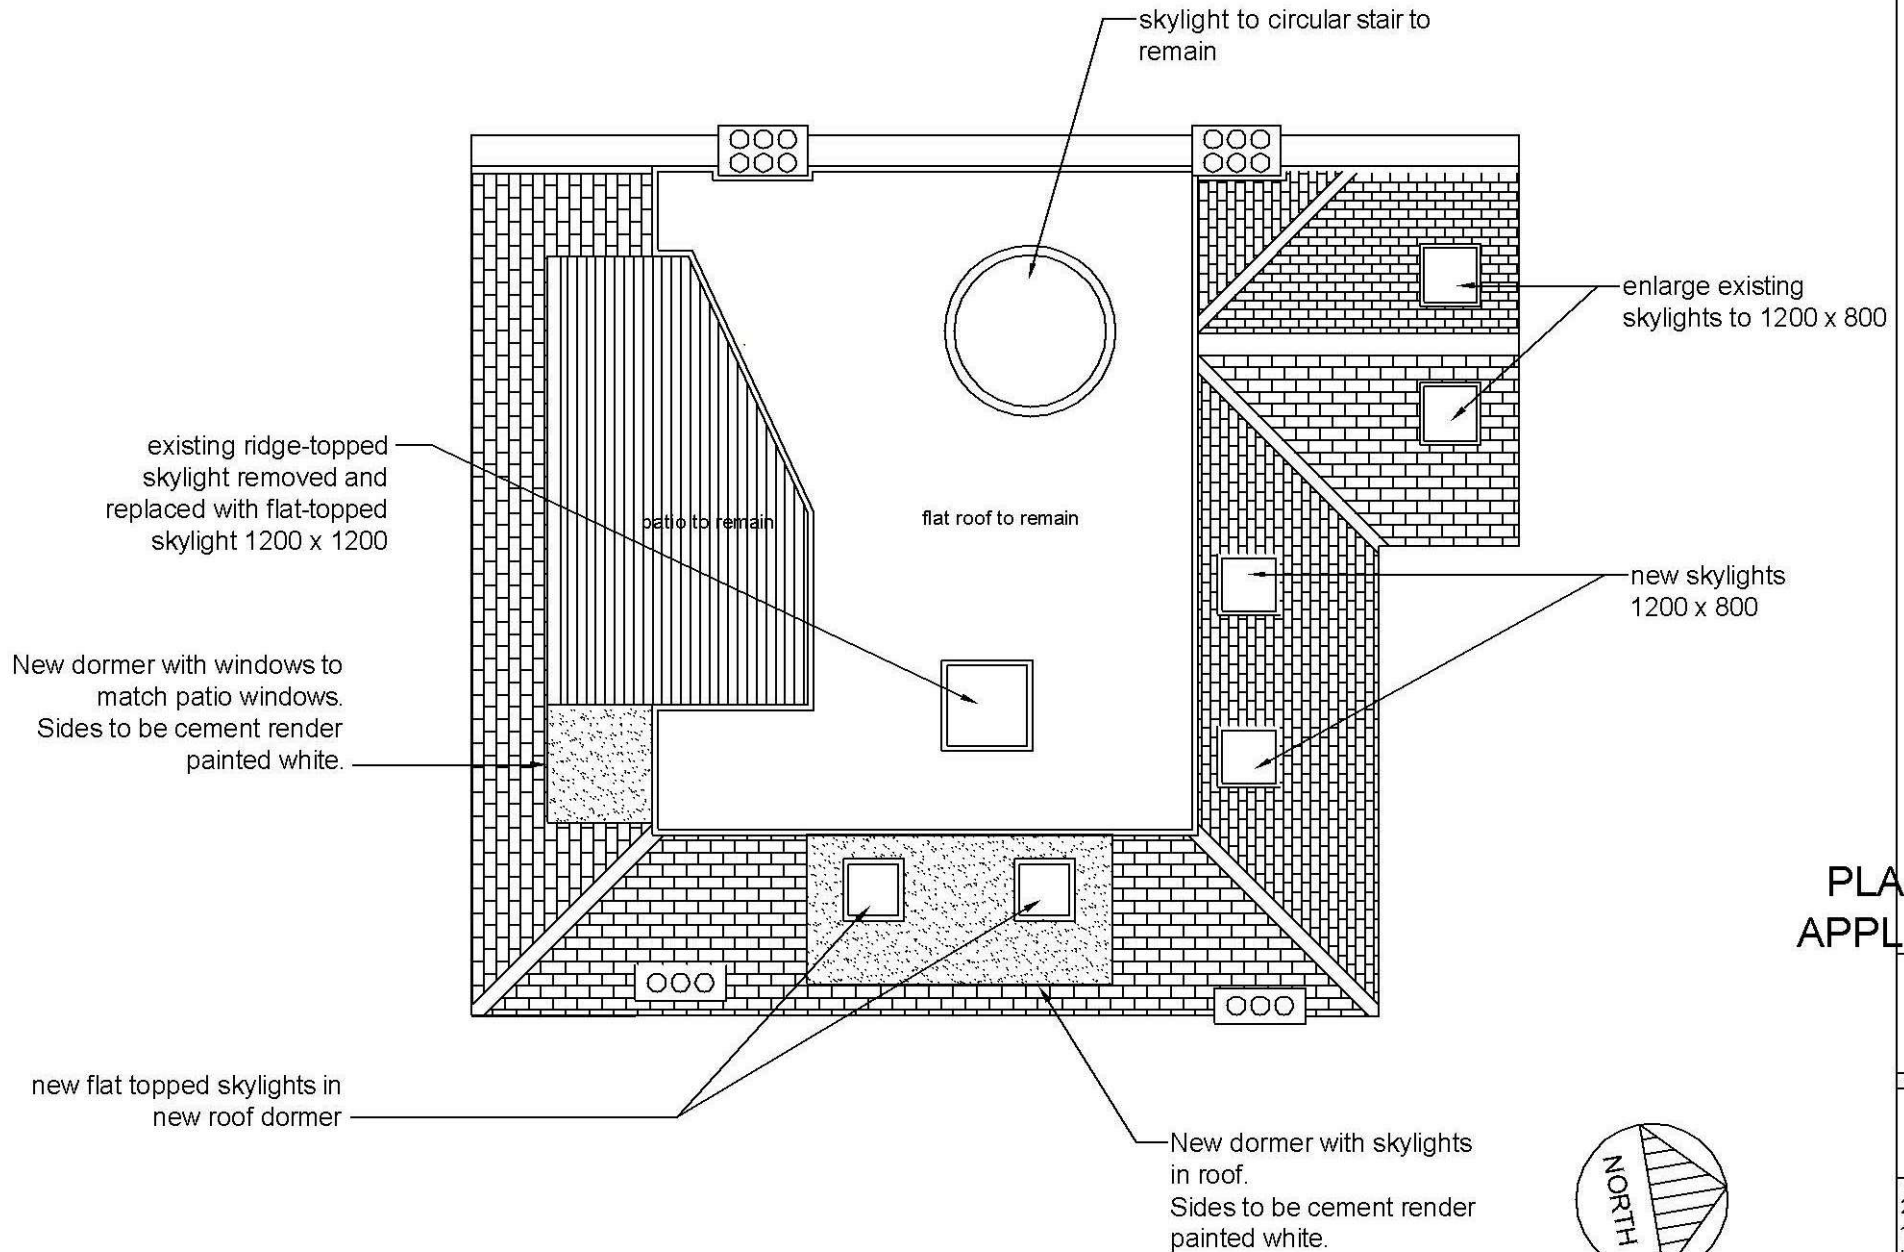 skylight to circular stair to
remain
enlarge existing
skylights to 1200 x 800
existing ridge-topped
skylight removed and
replaced with flat-topped
skylight 1200 x 1200
patio to remain
flat roof to remain
new skylights
1200 x 800
New dormer with windows to
match patio windows.
Sides to be cement render
painted white.
PLA
APPL
new flat topped skylights in
new roof dormer
New dormer with skylights
in roof.
Sides to be cement render
painted white.
NORTH